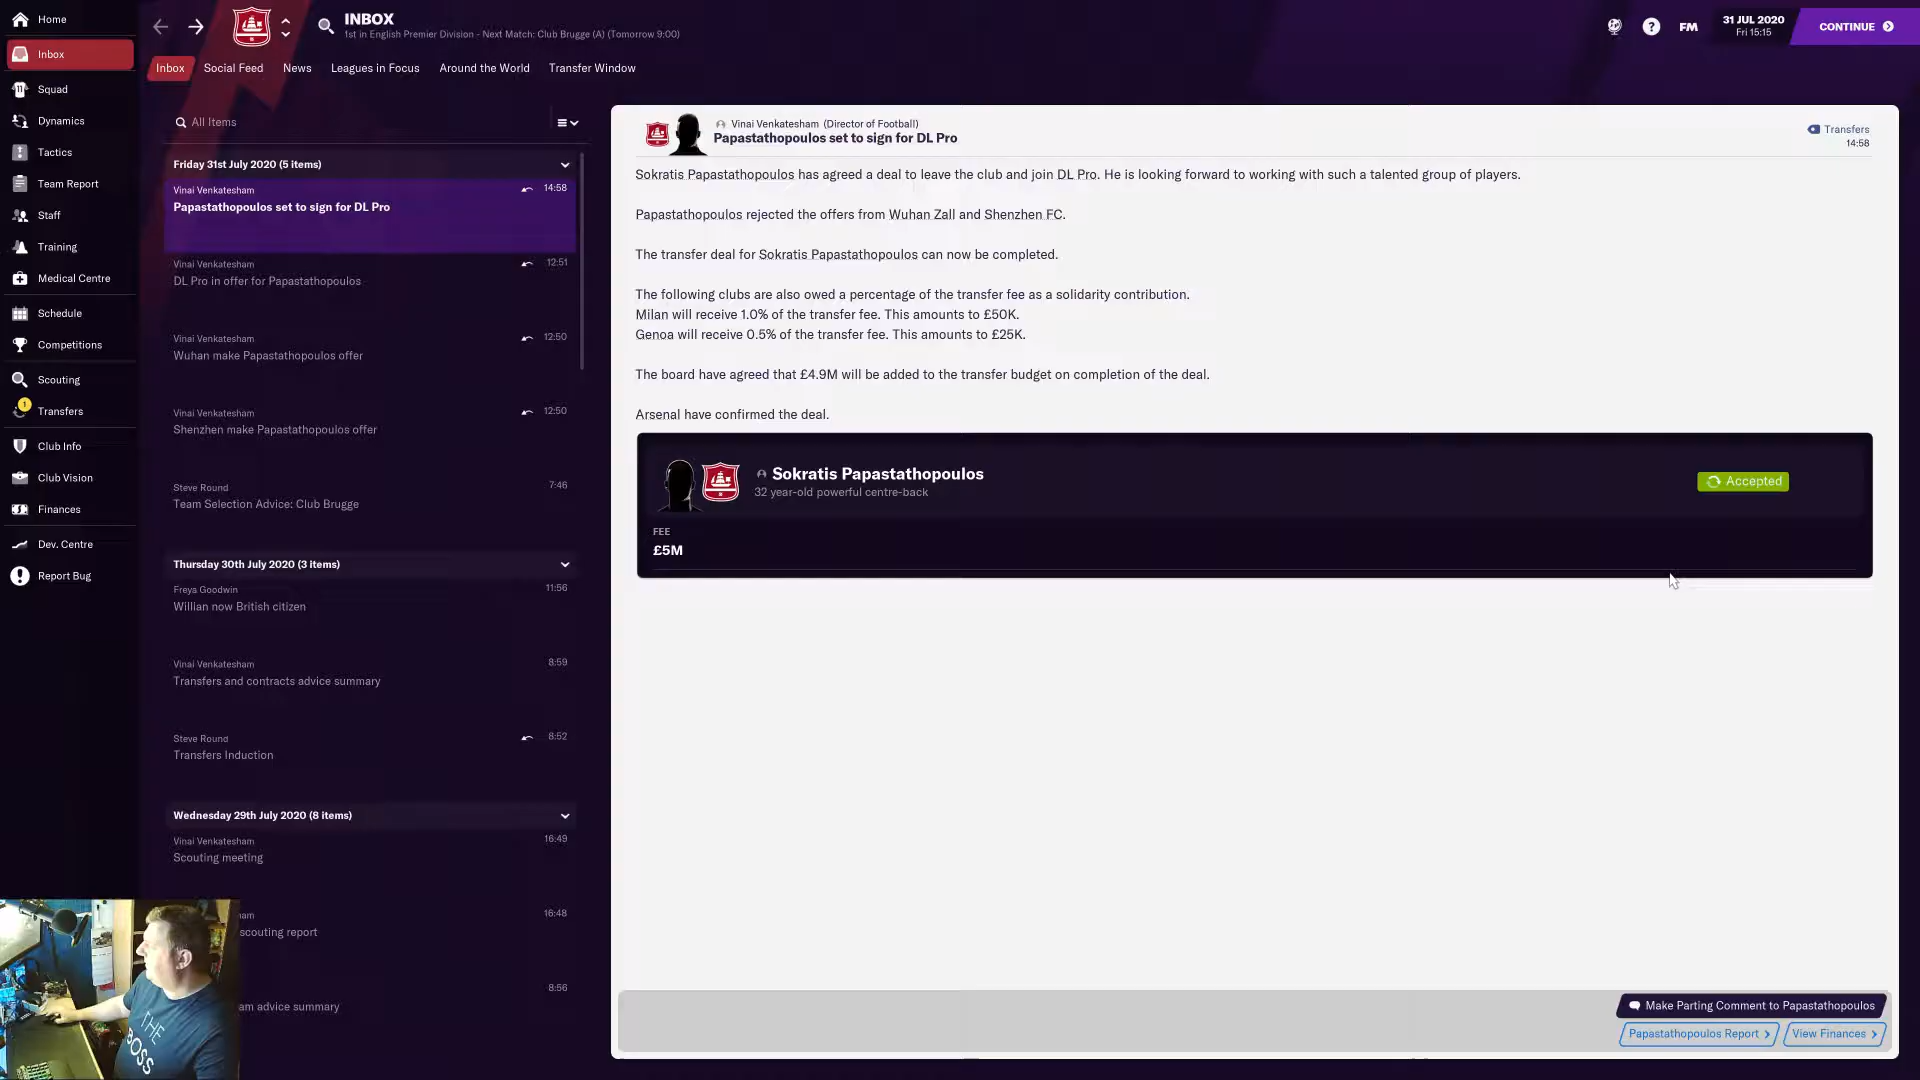 Home
Inbox
Squad
Dynamics
Tactics
Team Report
Staff
Training
Medical Centre
Schedule
Competitions
Scouting
1
Transfers
Club Info
Club Vision
Finances
Dev. Centre
Report Bug
INBOX
1st in English Premier Division - Next Match: Club Brugge (A) (Tomorrow 9:00)
FM
31 JUL 2020
Fri 15:15
CONTINUE
Inbox
Social Feed
News
Leagues in Focus
Around the World
Transfer Window
All Items
Friday 31st July 2020 (5 items)
Vinai Venkatesham 14:58
Papastathopoulos set to sign for DL Pro
Vinai Venkatesham 12:51
DL Pro in offer for Papastathopoulos
Vinai Venkatesham 12:50
Wuhan make Papastathopoulos offer
Vinai Venkatesham 12:50
Shenzhen make Papastathopoulos offer
Steve Round 7:46
Team Selection Advice: Club Brugge
Thursday 30th July 2020 (3 items)
Freya Goodwin 11:56
Willian now British citizen
Vinai Venkatesham 8:59
Transfers and contracts advice summary
Steve Round 8:52
Transfers Induction
Wednesday 29th July 2020 (8 items)
Vinai Venkatesham 16:49
Scouting meeting
am 16:48
scouting report
8:56
am advice summary
THE
BOSS
Vinai Venkatesham (Director of Football)
Papastathopoulos set to sign for DL Pro
Transfers
14:58
Sokratis Papastathopoulos has agreed a deal to leave the club and join DL Pro. He is looking forward to working with such a talented group of players.
Papastathopoulos rejected the offers from Wuhan Zall and Shenzhen FC.
The transfer deal for Sokratis Papastathopoulos can now be completed.
The following clubs are also owed a percentage of the transfer fee as a solidarity contribution.
Milan will receive 1.0% of the transfer fee. This amounts to £50K.
Genoa will receive 0.5% of the transfer fee. This amounts to £25K.
The board have agreed that £4.9M will be added to the transfer budget on completion of the deal.
Arsenal have confirmed the deal.
Sokratis Papastathopoulos
32 year-old powerful centre-back
Accepted
FEE
£5M
Make Parting Comment to Papastathopoulos
Papastathopoulos Report
View Finances